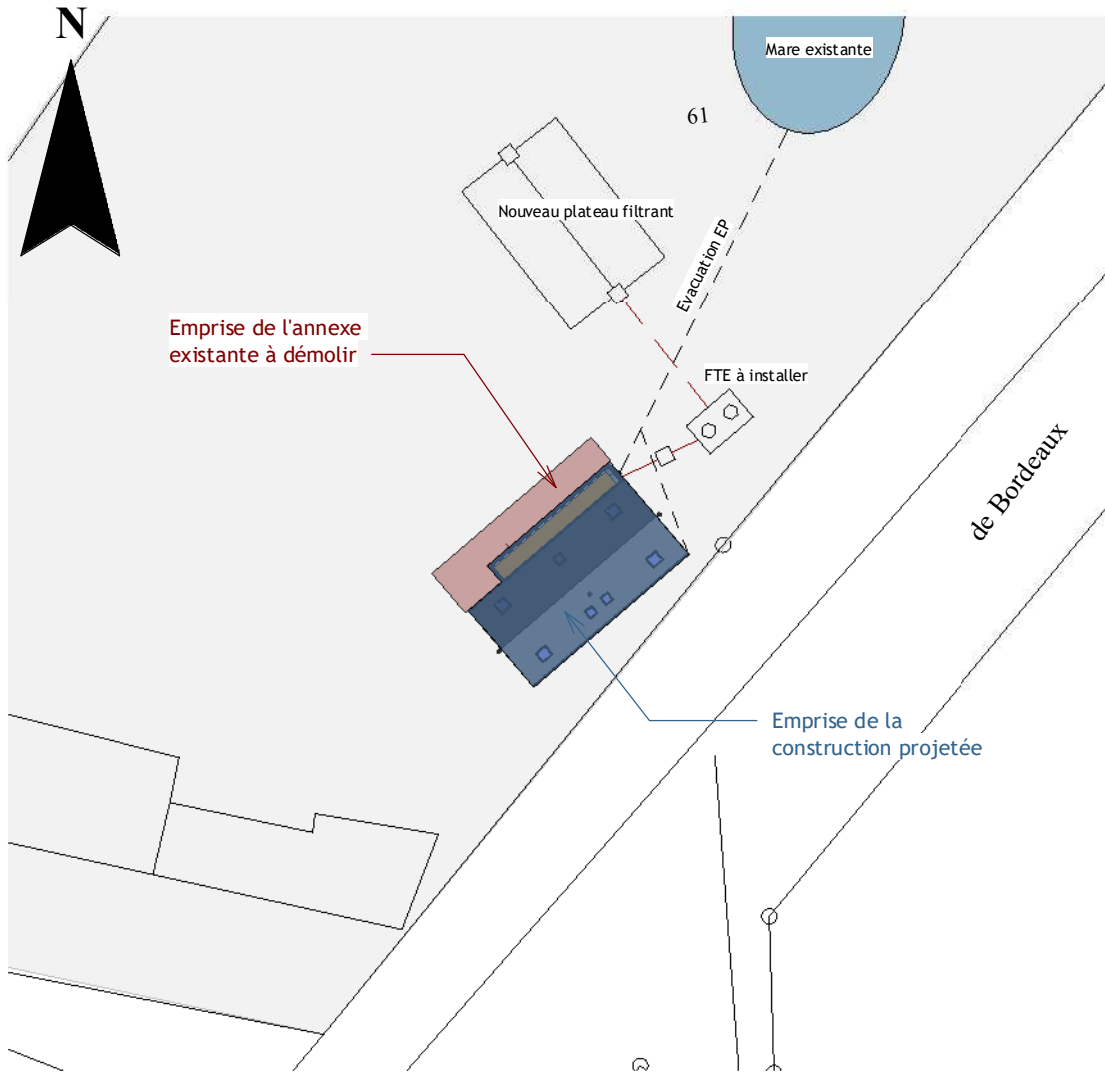 N
Mare existante
61
Nouveau plateau filtrant
Evacuation EP
Emprise de l'annexe
existante à démolir
FTE à installer
de Bordeaux
Emprise de la
construction projetée